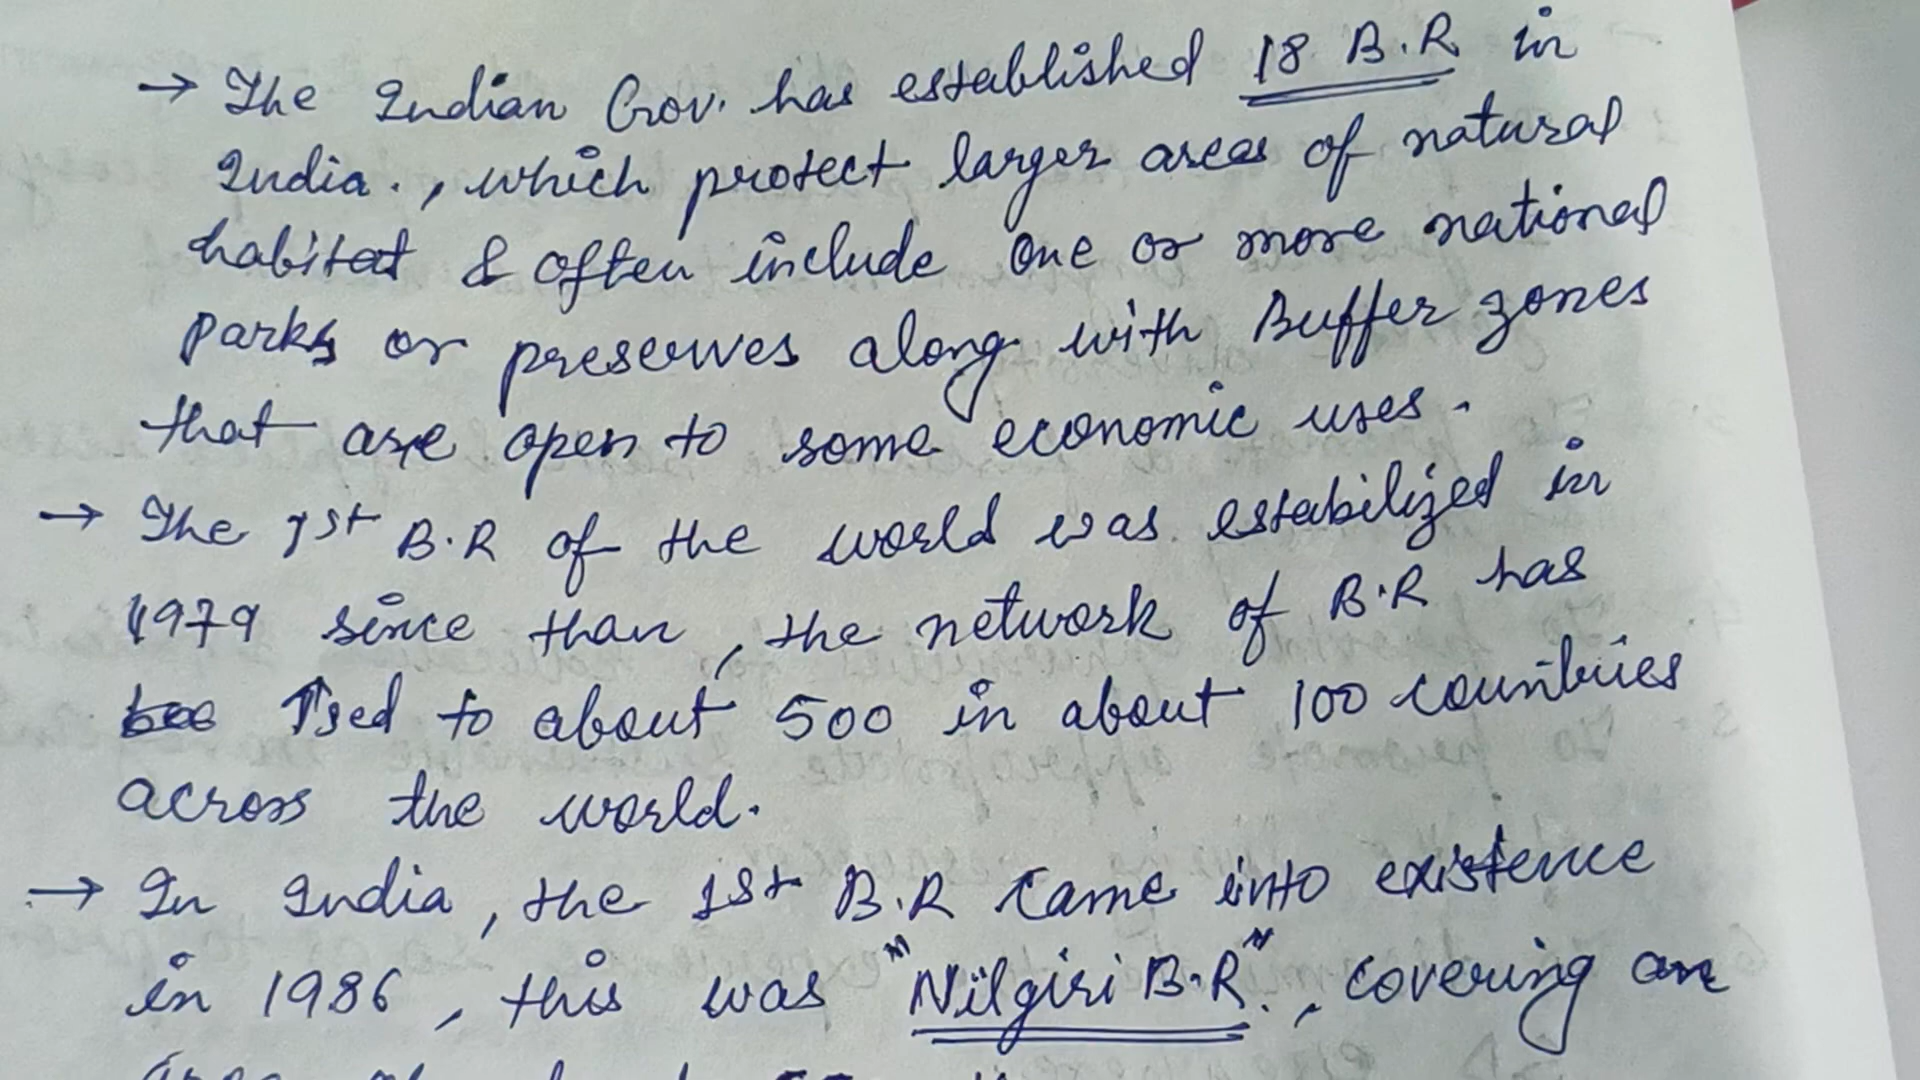 → The Indian Gov. has established 18 B.R in
India., which protect larger areas of natural
habitat & often include one or more national
parks or preserves along with Buffer zones
that are open to some economic uses.
→ The 1st B.R of the world was estabilized in
1979 since than, the network of B.R has
to about 500 in about 100 countries
across the world.
→ In India, the 1st B.R came into existence
in 1986, this was "Nilgiri B.R"., covering an